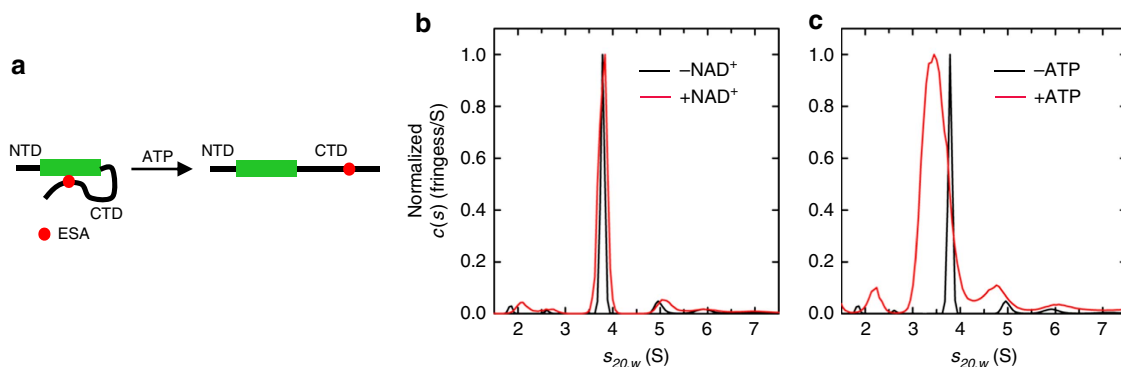 a
NTD
CTD
ESA
ATP
NTD
CTD
b
Normalized
c(s) (fringess/S)
1.0
0.8
0.6
0.4
0.2
0.0
–NAD+
+NAD+
2 3 4 5 6 7
s20,w (S)
c
1.0
0.8
0.6
0.4
0.2
0.0
–ATP
+ATP
2 3 4 5 6 7
s20,w (S)